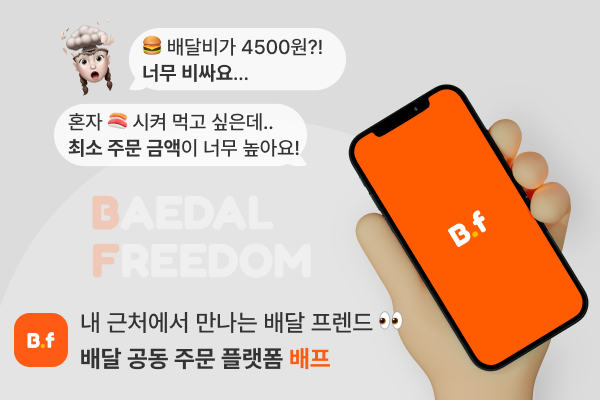 🍔 배달비가 4500원?!
너무 비싸요...
혼자 🍣 시켜 먹고 싶은데..
최소 주문 금액이 너무 높아요!
BAEDAL
FREEDOM
B.f
B.f
내 근처에서 만나는 배달 프렌드 👀
배달 공동 주문 플랫폼 배프